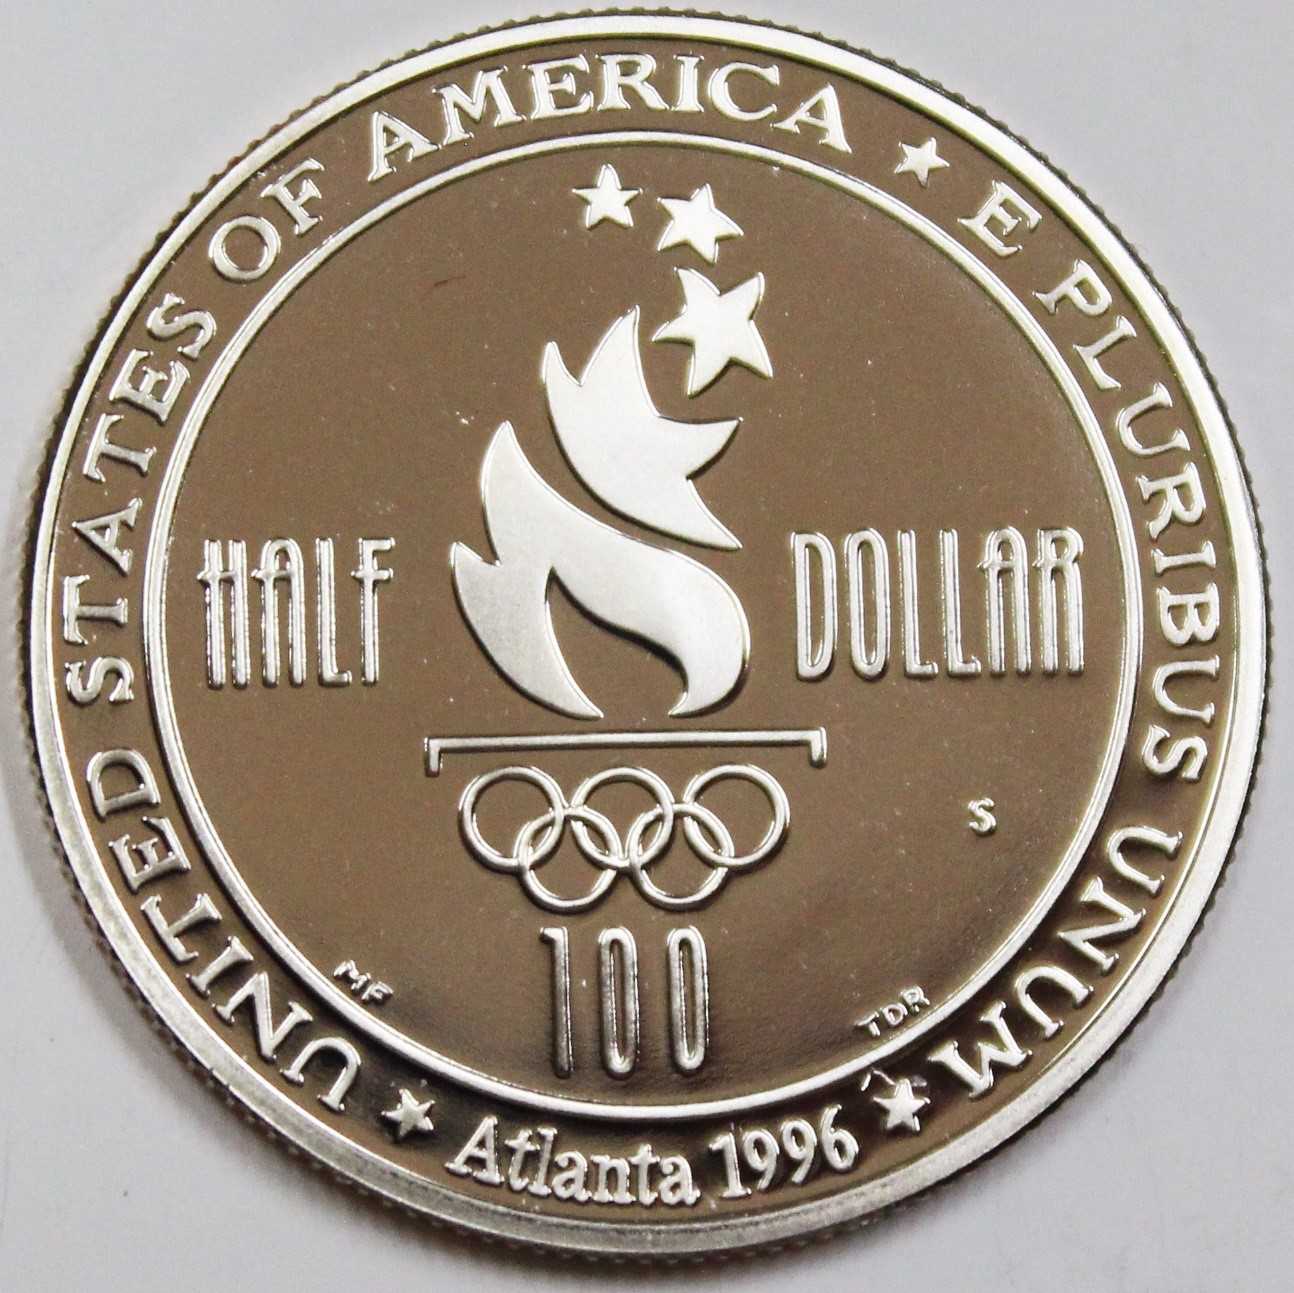 UNITED STATES OF AMERICA ★ E PLURIBUS UNUM ★
HALF DOLLAR
S
100
MF
TDR
Atlanta 1996 ★